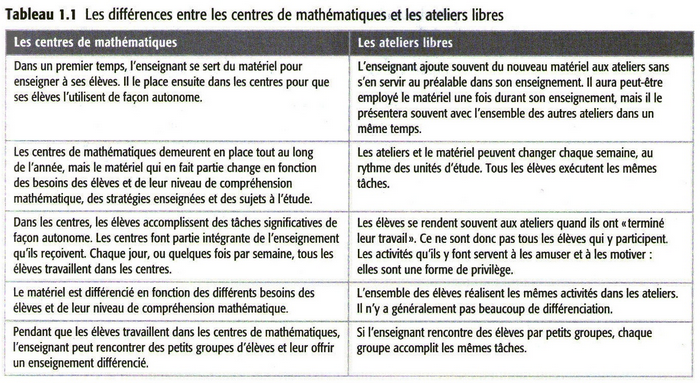 Tableau 1.1 Les différences entre les centres de mathématiques et les ateliers libres
Les centres de mathématiques
Les ateliers libres
Dans un premier temps, l'enseignant se sert du matériel pour
enseigner à ses élèves. Il le place ensuite dans les centres pour que
ses élèves l'utilisent de façon autonome.
L'enseignant ajoute souvent du nouveau matériel aux ateliers sans
s'en servir au préalable dans son enseignement. Il aura peut-être
employé le matériel une fois durant son enseignement, mais il le
présentera souvent avec l'ensemble des autres ateliers dans un
même temps.
Les centres de mathématiques demeurent en place tout au long
de l'année, mais le matériel qui en fait partie change en fonction
des besoins des élèves et de leur niveau de compréhension
mathématique, des stratégies enseignées et des sujets à l'étude.
Les ateliers et le matériel peuvent changer chaque semaine, au
rythme des unités d'étude. Tous les élèves exécutent les mêmes
tâches.
Dans les centres, les élèves accomplissent des tâches significatives de
façon autonome. Les centres font partie intégrante de l'enseignement
qu'ils reçoivent. Chaque jour, ou quelques fois par semaine, tous les
élèves travaillent dans les centres.
Les élèves se rendent souvent aux ateliers quand ils ont «terminé
leur travail». Ce ne sont donc pas tous les élèves qui y participent.
Les activités qu'ils y font servent à les amuser et à les motiver :
elles sont une forme de privilège.
Le matériel est différencié en fonction des différents besoins des
élèves et de leur niveau de compréhension mathématique.
L'ensemble des élèves réalisent les mêmes activités dans les ateliers.
Il n'y a généralement pas beaucoup de différenciation.
Pendant que les élèves travaillent dans les centres de mathématiques,
l'enseignant peut rencontrer des petits groupes d'élèves et leur offrir
un enseignement différencié.
Si l'enseignant rencontre des élèves par petits groupes, chaque
groupe accomplit les mêmes tâches.